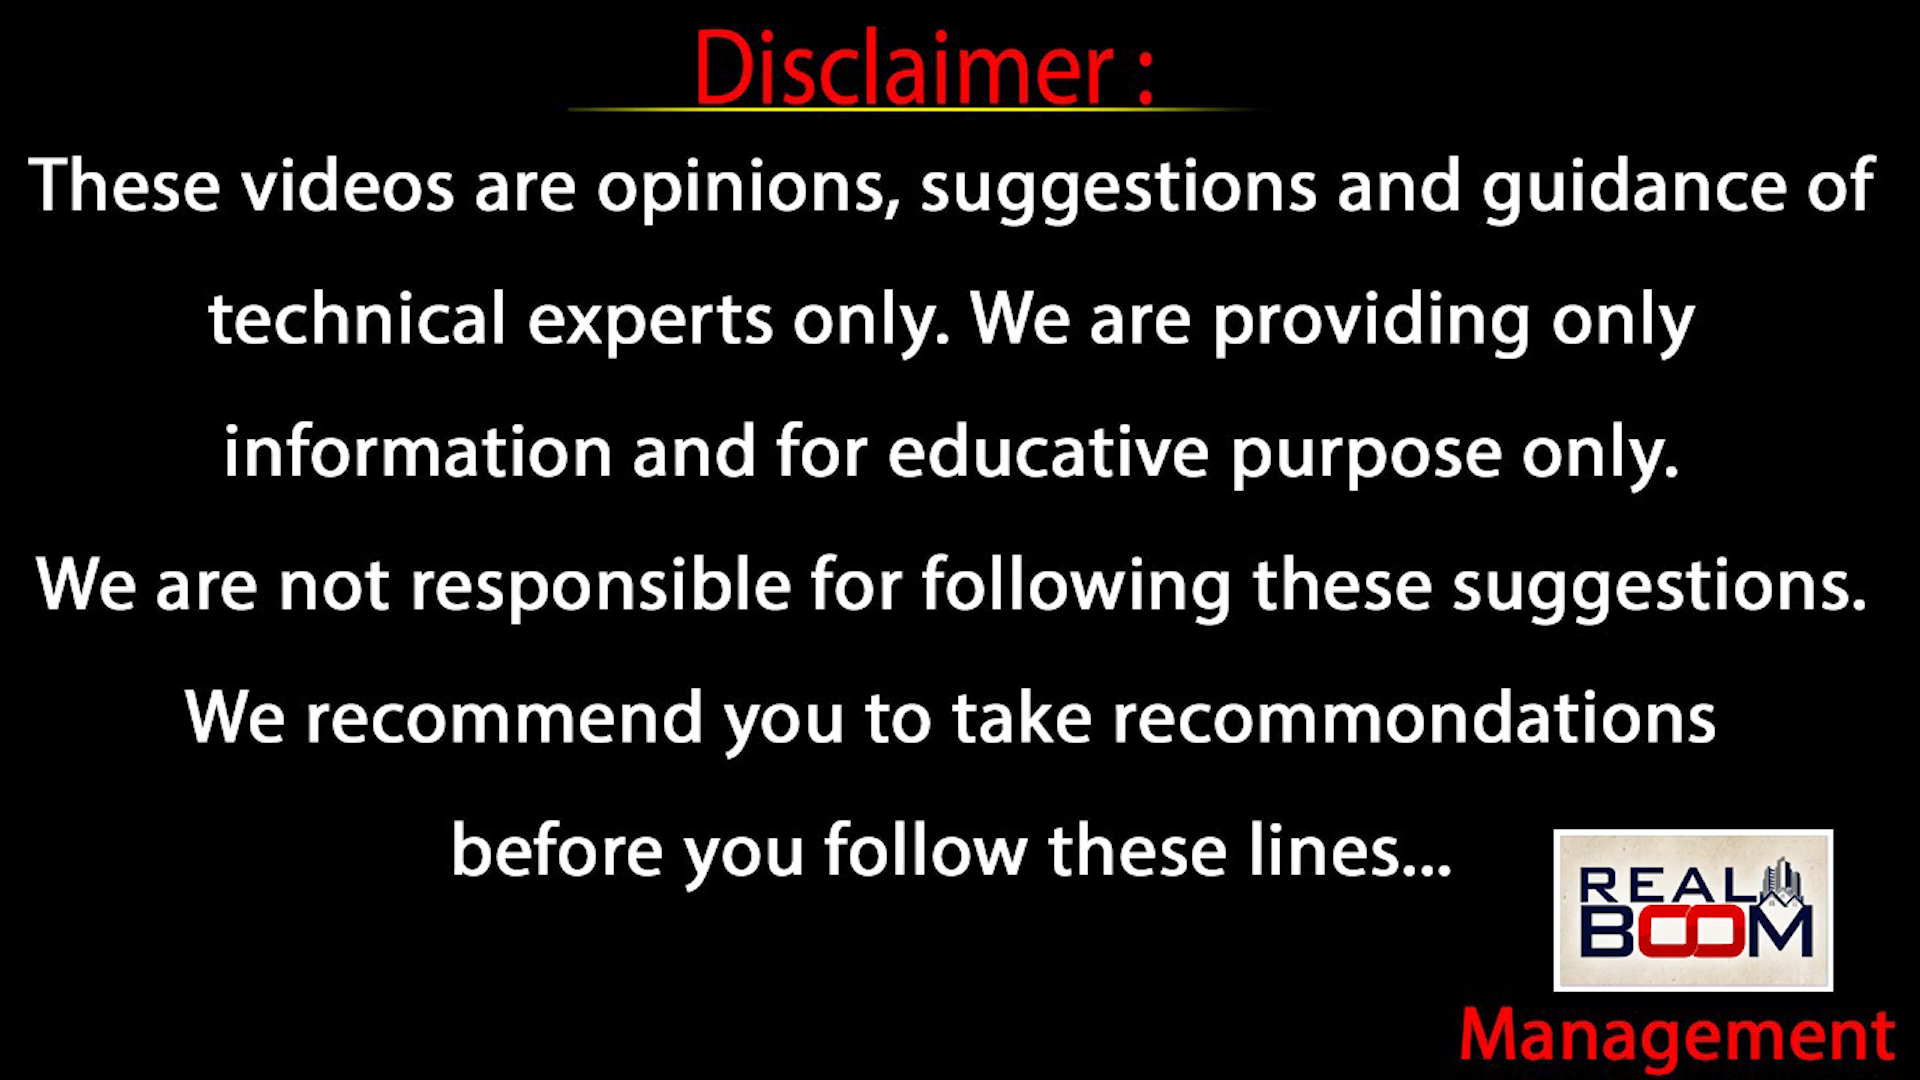 Disclaimer :
These videos are opinions, suggestions and guidance of
technical experts only. We are providing only
information and for educative purpose only.
We are not responsible for following these suggestions.
We recommend you to take recommondations
before you follow these lines...
REAL
BOOM
Management